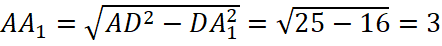 AA₁ = √(AD² − DA₁²) = √(25 − 16) = 3